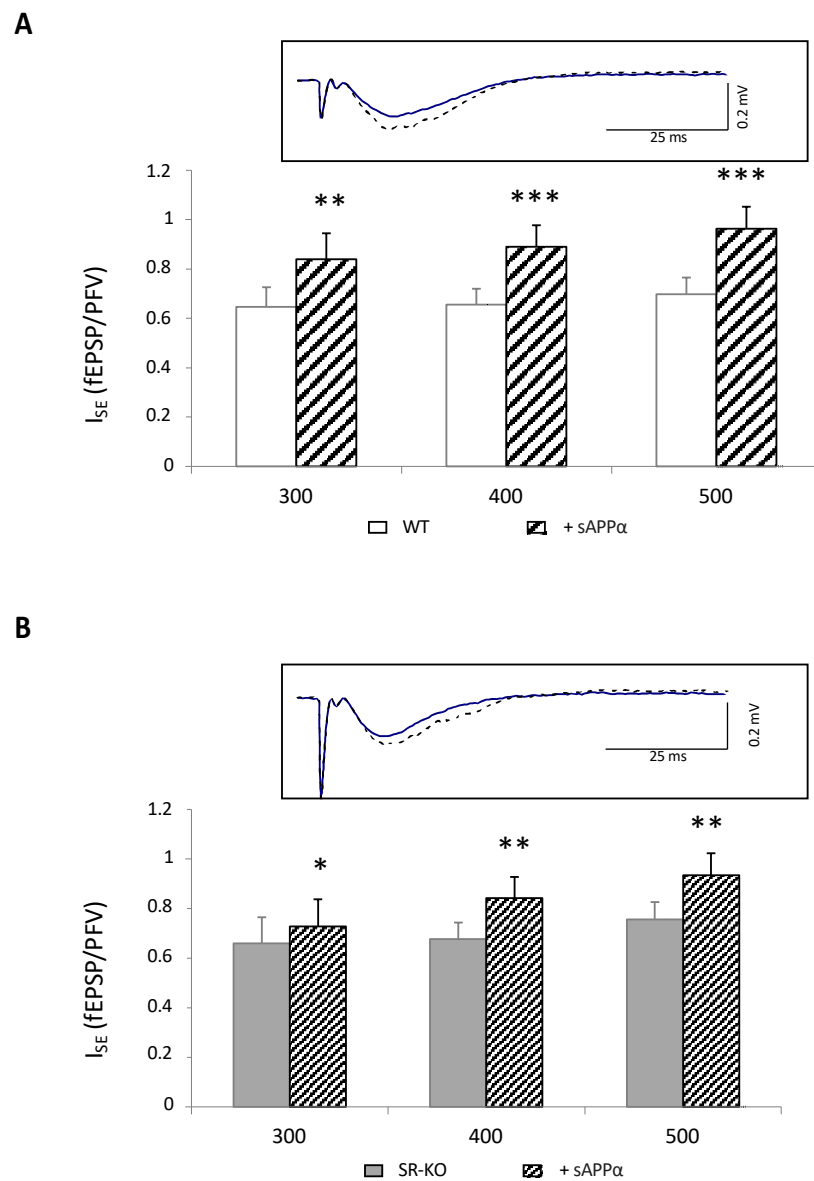 A
0.2 mV
25 ms
1.2
1
0.8
0.6
0.4
0.2
0
ISE (fEPSP/PFV)
** *** ***
300 400 500
WT + sAPPα
B
0.2 mV
25 ms
1.2
1
0.8
0.6
0.4
0.2
0
ISE (fEPSP/PFV)
* ** **
300 400 500
SR-KO + sAPPα